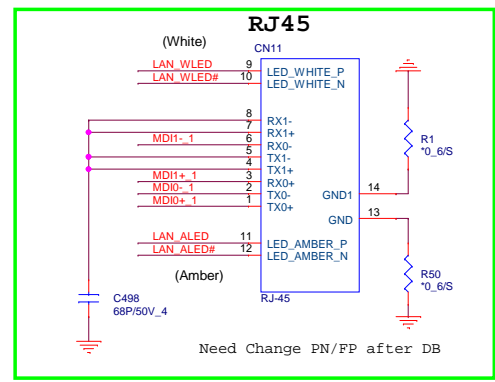 RJ45
(White)
CN11
LAN_WLED 9 LED_WHITE_P
LAN_WLED# 10 LED_WHITE_N
8 RX1-
7 RX1+
MDI1-_1 6 RX0-
5 TX1-
4 TX1+
MDI1+_1 3 RX0+
MDI0-_1 2 TX0-
MDI0+_1 1 TX0+
R1
*0_6/S
GND1 14
GND 13
LAN_ALED 11 LED_AMBER_P
LAN_ALED# 12 LED_AMBER_N
(Amber)
R50
*0_6/S
C498
68P/50V_4
RJ-45
Need Change PN/FP after DB